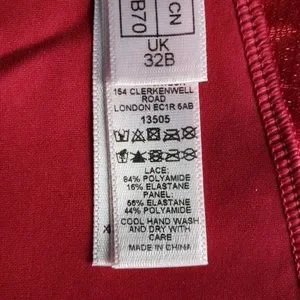 B70
CN
UK
32B
154 CLERKENWELL
ROAD
LONDON EC1R 5AB
13505
LACE:
84% POLYAMIDE
16% ELASTANE
PANEL:
56% ELASTANE
44% POLYAMIDE
COOL HAND WASH
AND DRY WITH
CARE
MADE IN CHINA
X